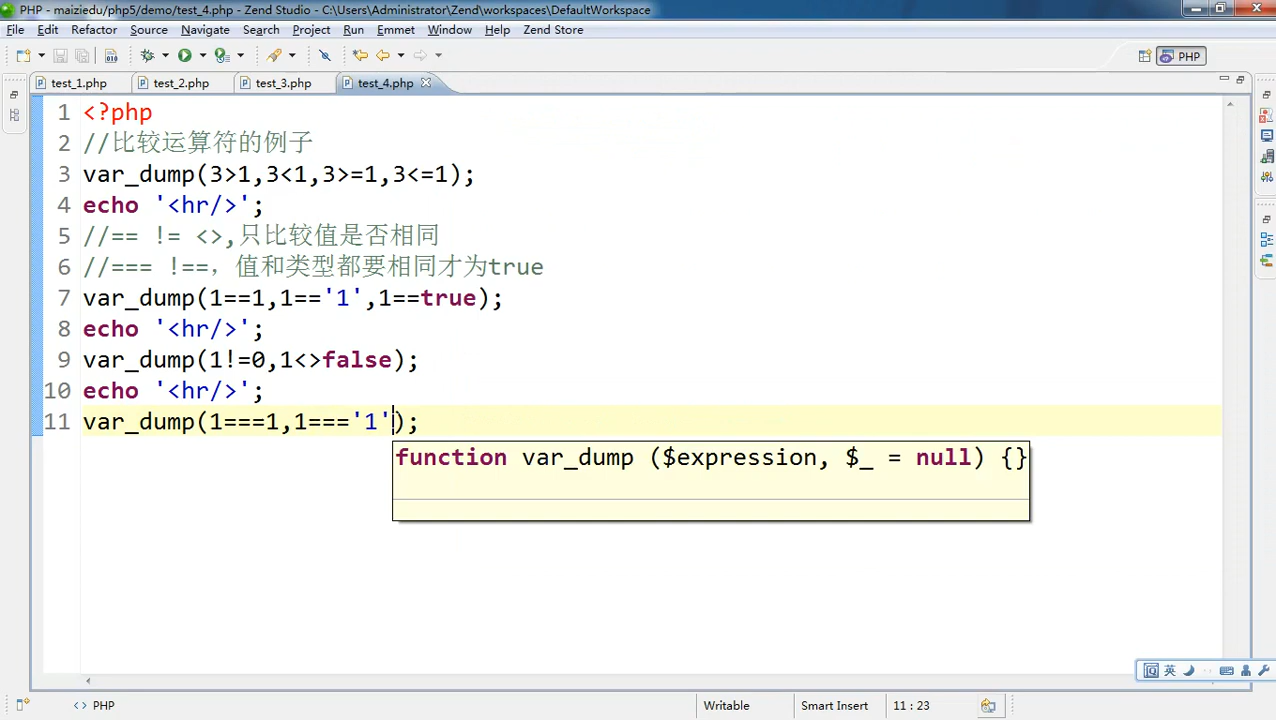 PHP - maiziedu/php5/demo/test_4.php - Zend Studio - C:\Users\Administrator\Zend\workspaces\DefaultWorkspace
File Edit Refactor Source Navigate Search Project Run Emmet Window Help Zend Store
PHP
test_1.php test_2.php test_3.php test_4.php
1 <?php
2 //比较运算符的例子
3 var_dump(3>1,3<1,3>=1,3<=1);
4 echo '<hr/>';
5 //== != <>,只比较值是否相同
6 //=== !==，值和类型都要相同才为true
7 var_dump(1==1,1=='1',1==true);
8 echo '<hr/>';
9 var_dump(1!=0,1<>false);
10 echo '<hr/>';
11 var_dump(1===1,1==='1');
function var_dump ($expression, $_ = null) {}
英
<> PHP Writable Smart Insert 11 : 23